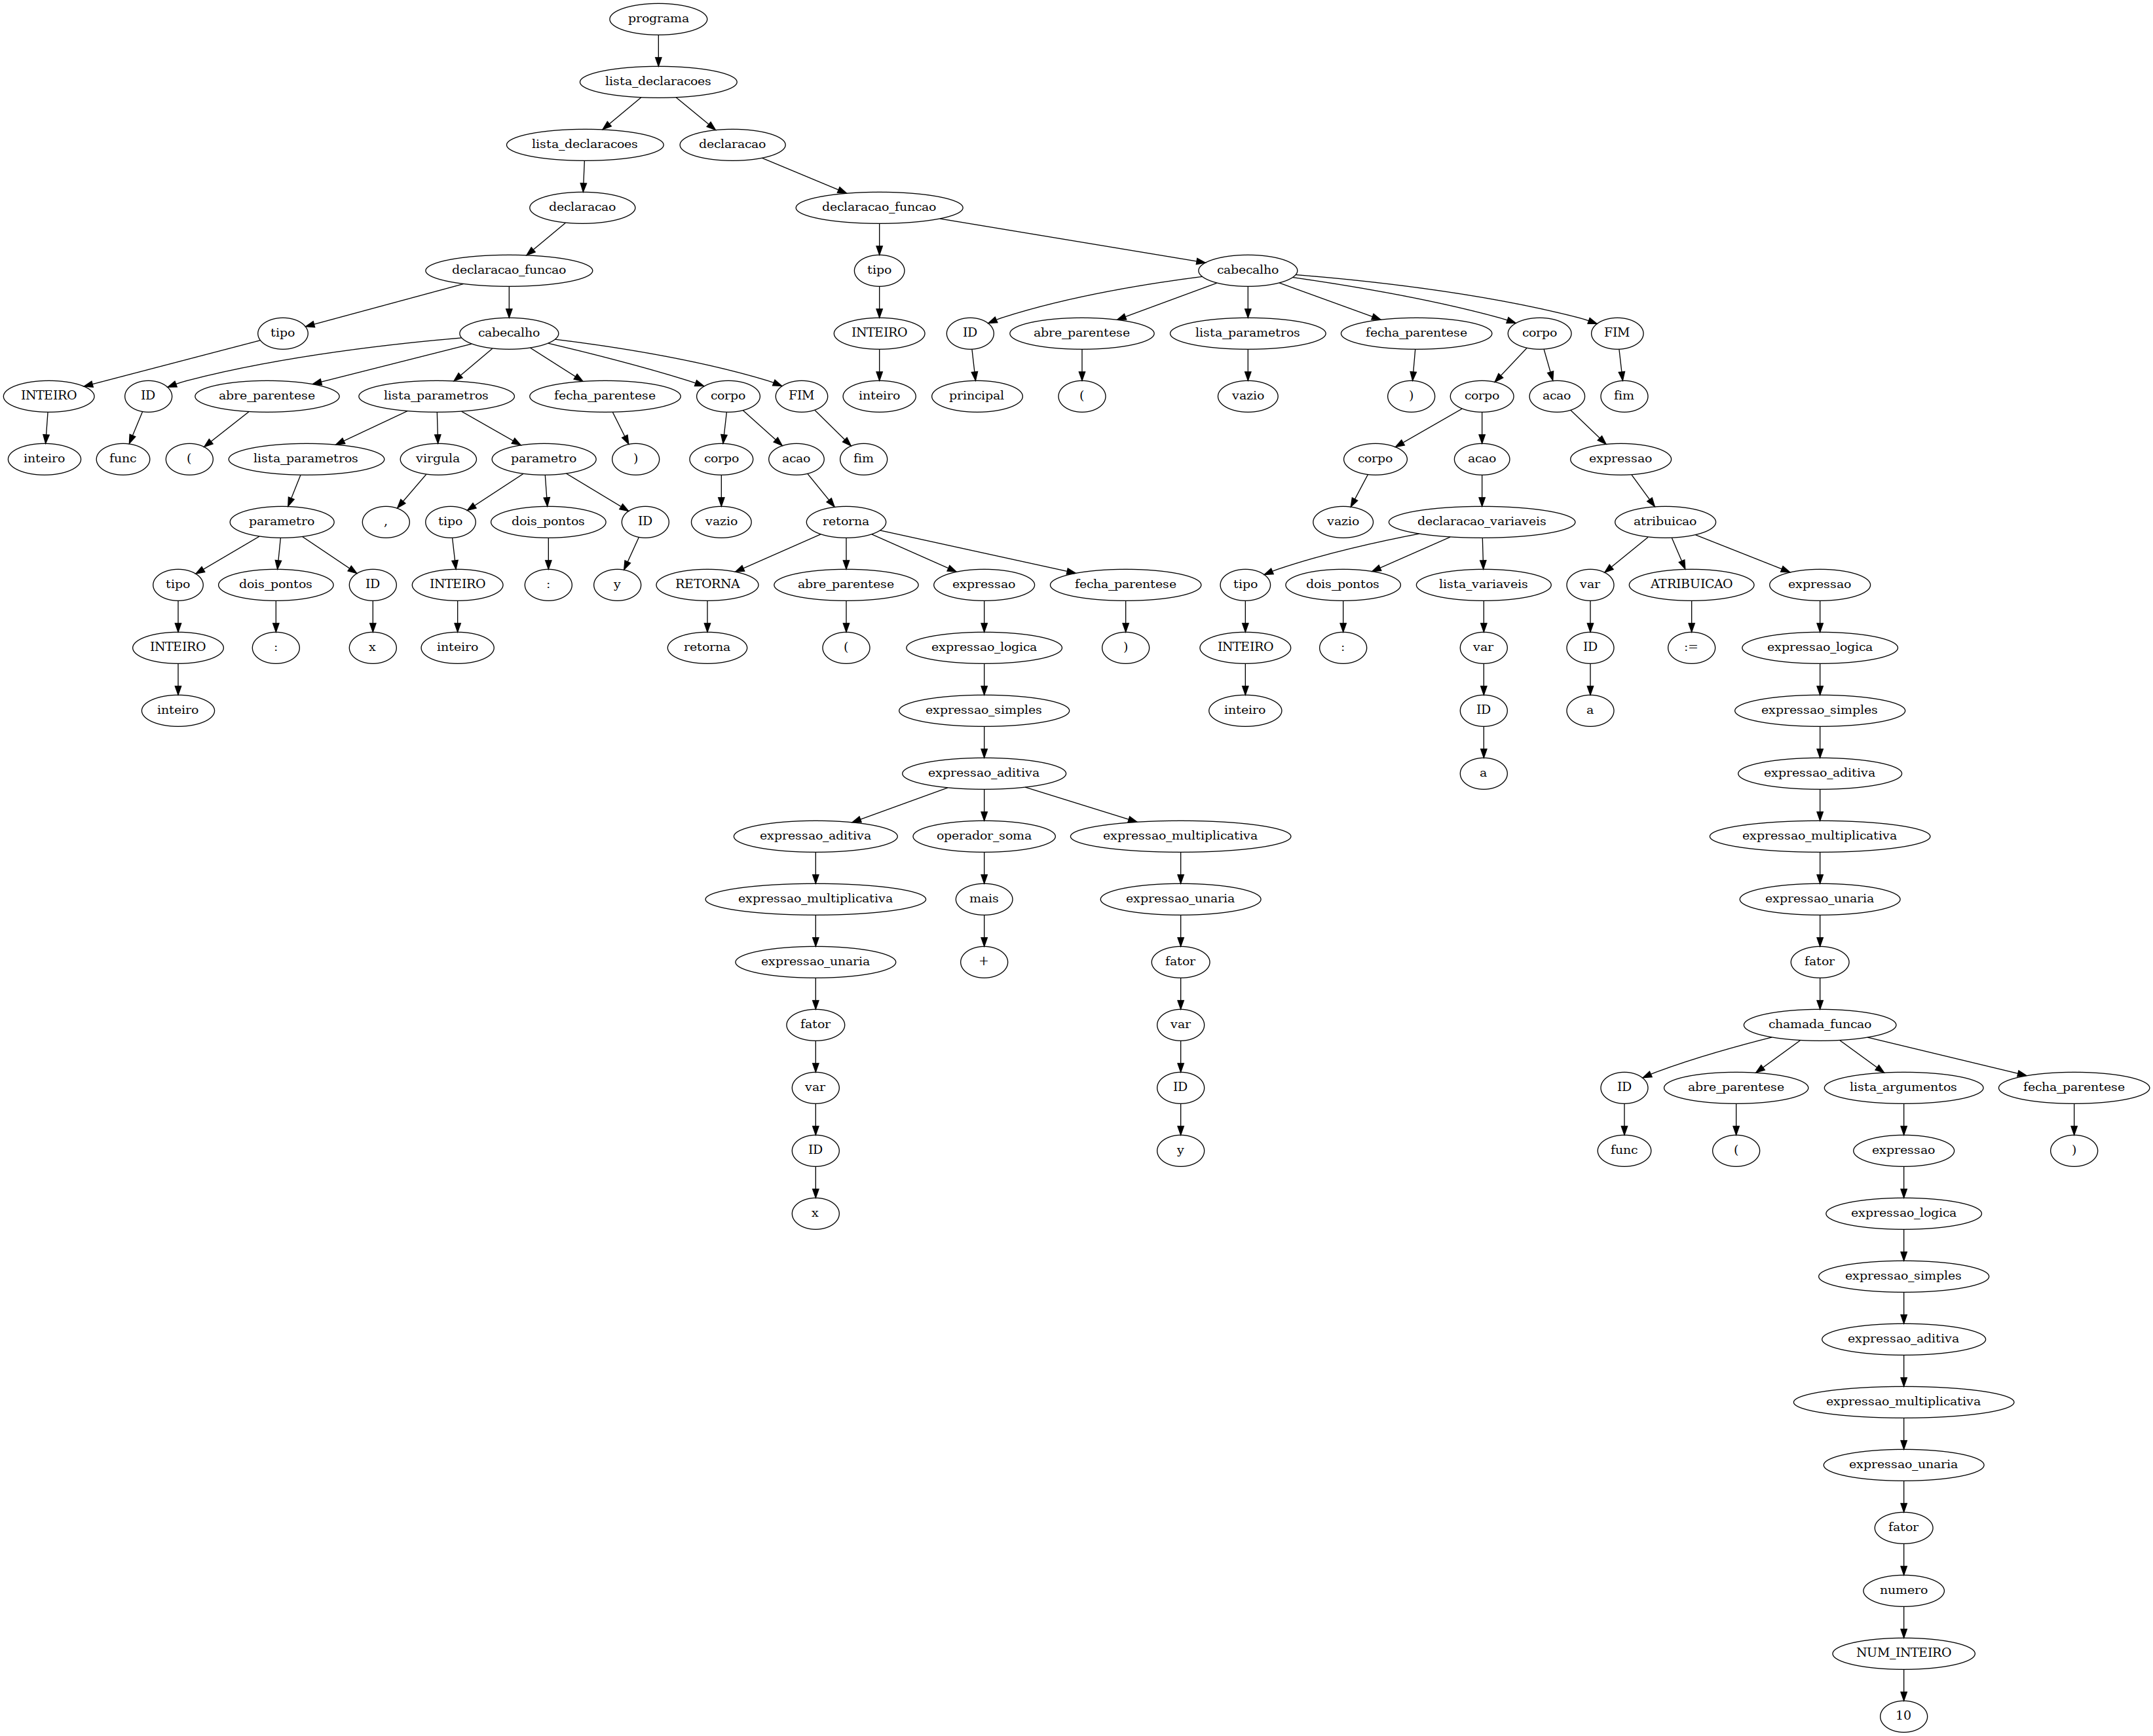 programa
lista_declaracoes
lista_declaracoes declaracao
declaracao declaracao_funcao
declaracao_funcao tipo cabecalho
tipo cabecalho INTEIRO ID abre_parentese lista_parametros fecha_parentese corpo FIM
INTEIRO ID abre_parentese lista_parametros fecha_parentese corpo FIM inteiro principal ( vazio ) corpo acao fim
inteiro func ( lista_parametros virgula parametro ) corpo acao fim corpo acao expressao
parametro , tipo dois_pontos ID vazio retorna vazio declaracao_variaveis atribuicao
tipo dois_pontos ID INTEIRO : y RETORNA abre_parentese expressao fecha_parentese tipo dois_pontos lista_variaveis var ATRIBUICAO expressao
INTEIRO : x inteiro retorna ( expressao_logica ) INTEIRO : var ID := expressao_logica
inteiro expressao_simples inteiro ID a expressao_simples
expressao_aditiva a expressao_aditiva
expressao_aditiva operador_soma expressao_multiplicativa expressao_multiplicativa
expressao_multiplicativa mais expressao_unaria expressao_unaria
expressao_unaria + fator fator
fator var chamada_funcao
var ID ID abre_parentese lista_argumentos fecha_parentese
ID y func ( expressao )
x expressao_logica
expressao_simples
expressao_aditiva
expressao_multiplicativa
expressao_unaria
fator
numero
NUM_INTEIRO
10